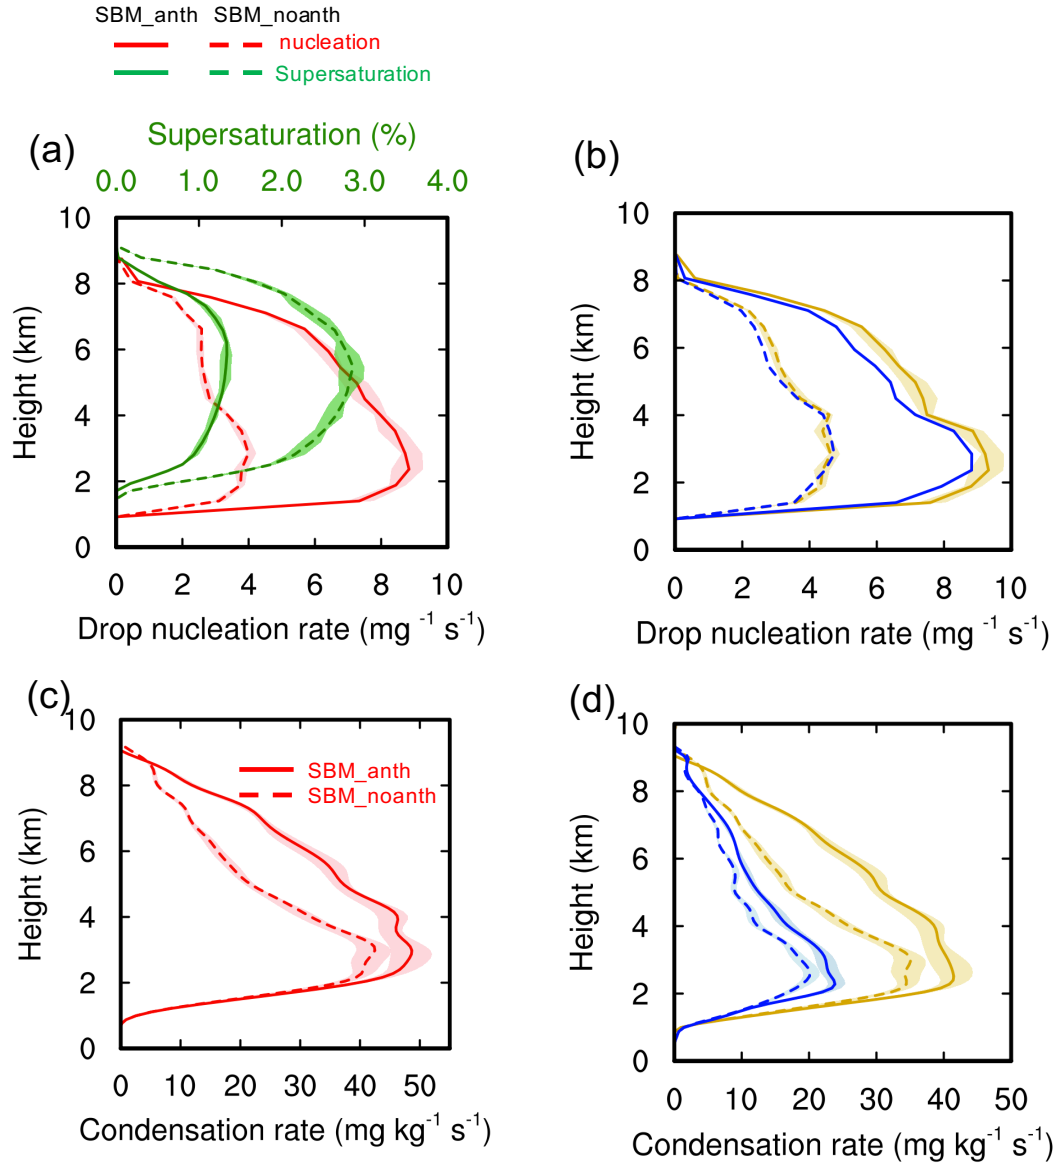 SBM_anth SBM_noanth
nucleation
Supersaturation
(a)
Supersaturation (%)
0.0 1.0 2.0 3.0 4.0
10
8
6
4
2
0
Height (km)
0 2 4 6 8 10
Drop nucleation rate (mg ⁻¹ s⁻¹)
(b)
10
8
6
4
2
0
Height (km)
0 2 4 6 8 10
Drop nucleation rate (mg ⁻¹ s⁻¹)
(c)
10
8
6
4
2
0
Height (km)
SBM_anth
SBM_noanth
0 10 20 30 40 50
Condensation rate (mg kg⁻¹ s⁻¹)
(d)
10
8
6
4
2
0
Height (km)
0 10 20 30 40 50
Condensation rate (mg kg⁻¹ s⁻¹)